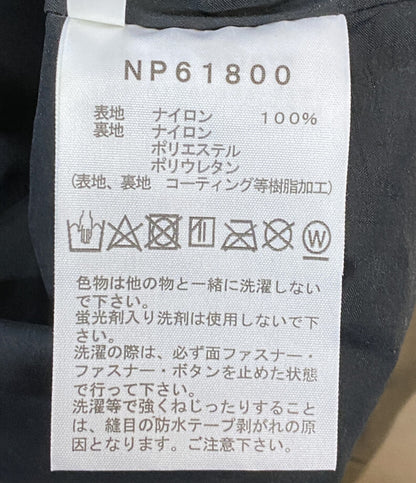 NP61800
表地 ナイロン 100%
裏地 ナイロン
ポリエステル
ポリウレタン
(表地、裏地 コーティング等樹脂加工)
W
色物は他の物と一緒に洗濯しない
で下さい。
蛍光剤入り洗剤は使用しないで下
さい。
洗濯の際は、必ず面ファスナー・
ファスナー・ボタンを止めた状態
で行って下さい。
洗濯等で強くねじったりすること
は、縫目の防水テープ剥がれの原
因となります。ご注意下さい。